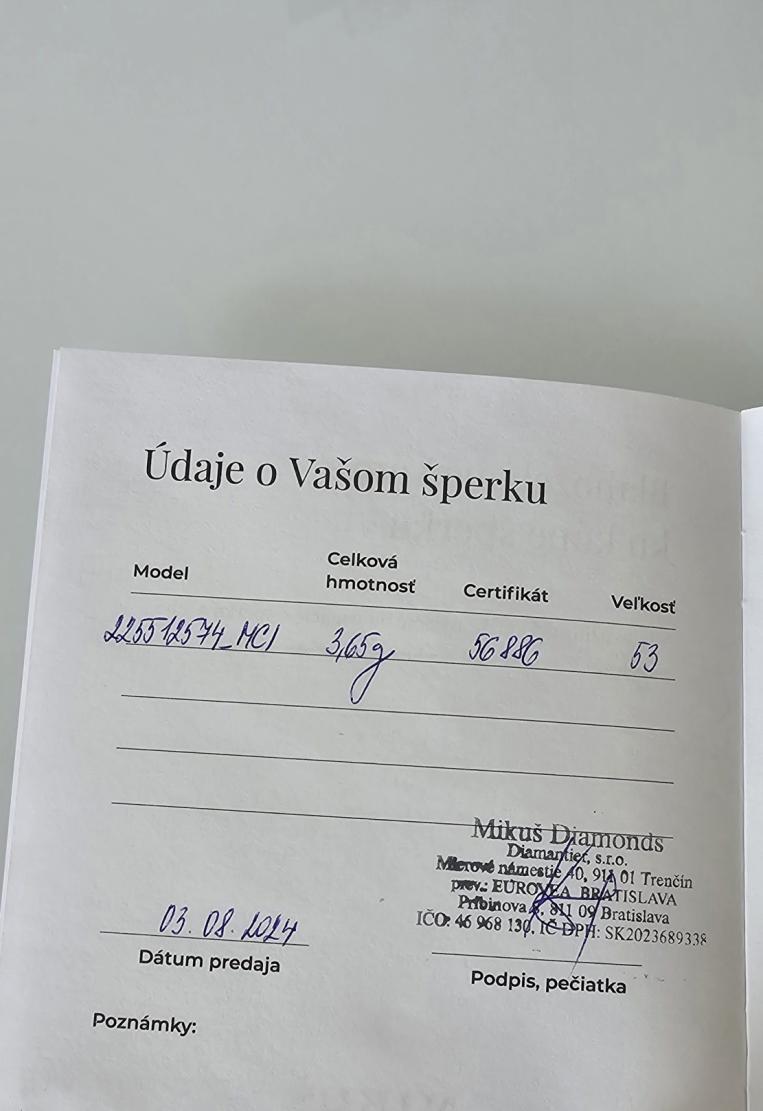 Údaje o Vašom šperku
Model Celková hmotnosť Certifikát Veľkosť
225512574_MCI 3,65g 56886 53
Mikuš Diamonds
Diamantier, s.r.o.
Mierové námestie 40, 911 01 Trenčín
prev.: EUROVEA BRATISLAVA
Pribinova 8, 811 09 Bratislava
IČO: 46 968 130, IČ DPH: SK2023689338
03. 08. 2024
Dátum predaja
Podpis, pečiatka
Poznámky: